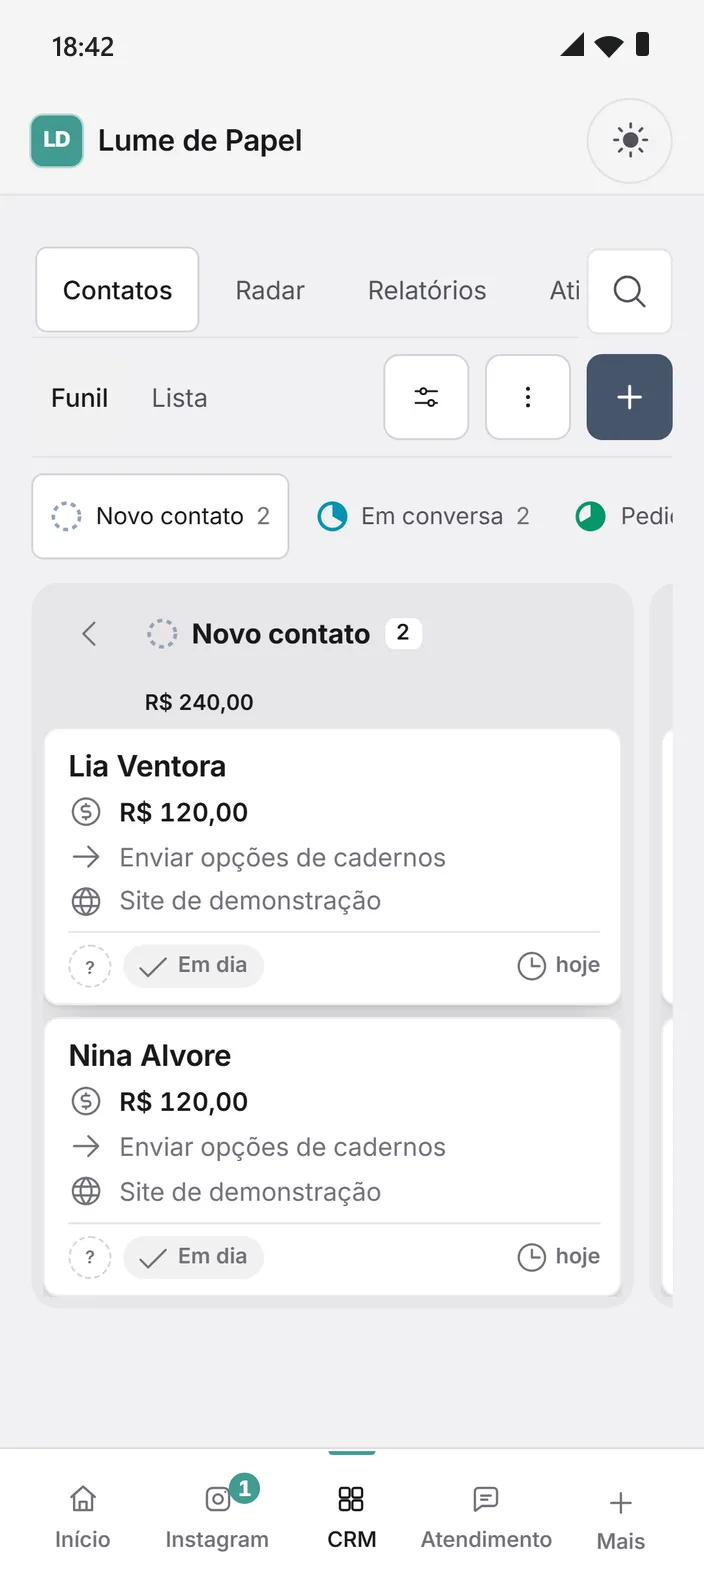 18:42
LD Lume de Papel
Contatos Radar Relatórios Ati
Funil Lista
Novo contato 2 Em conversa 2 Pedi
Novo contato 2
R$ 240,00
Lia Ventora
R$ 120,00
Enviar opções de cadernos
Site de demonstração
? Em dia hoje
Nina Alvore
R$ 120,00
Enviar opções de cadernos
Site de demonstração
? Em dia hoje
1
Início Instagram CRM Atendimento Mais